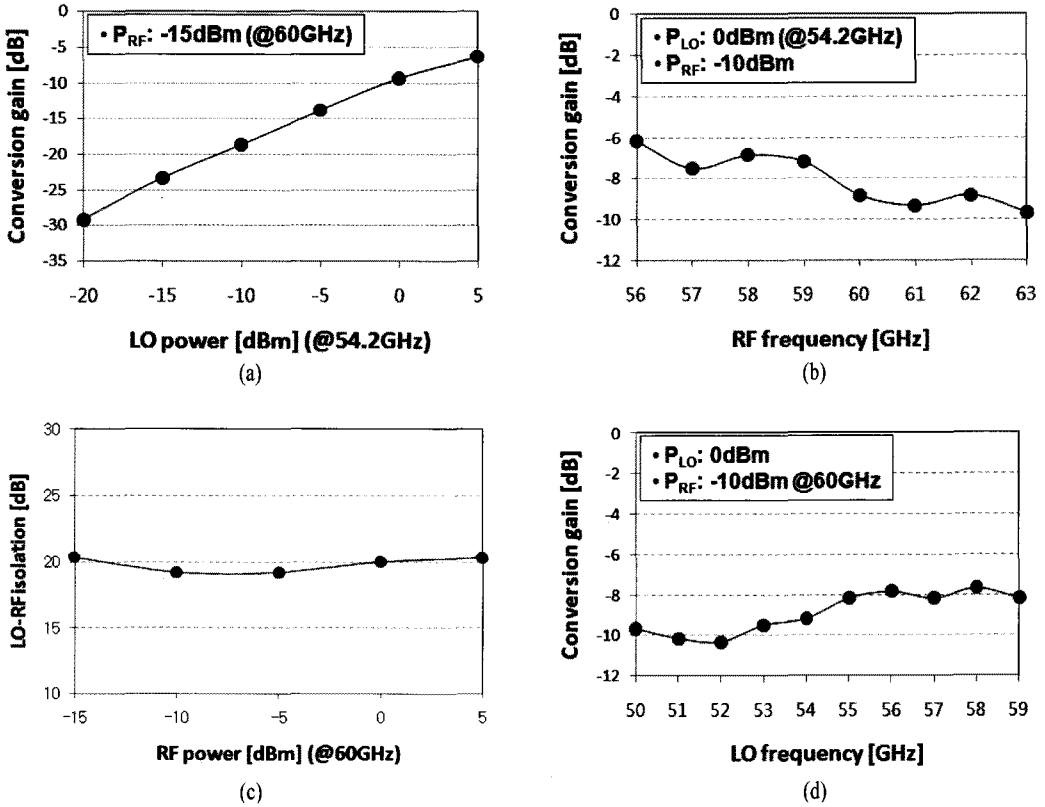 Conversion gain [dB]
0
-5
-10
-15
-20
-25
-30
-35
• P_RF: -15dBm (@60GHz)
-20 -15 -10 -5 0 5
LO power [dBm] (@54.2GHz)
(a)
Conversion gain [dB]
0
-2
-4
-6
-8
-10
-12
• P_LO: 0dBm (@54.2GHz)
• P_RF: -10dBm
56 57 58 59 60 61 62 63
RF frequency [GHz]
(b)
LO-RF isolation [dB]
30
25
20
15
10
-15 -10 -5 0 5
RF power [dBm] (@60GHz)
(c)
Conversion gain [dB]
0
-2
-4
-6
-8
-10
-12
• P_LO: 0dBm
• P_RF: -10dBm @60GHz
50 51 52 53 54 55 56 57 58 59
LO frequency [GHz]
(d)